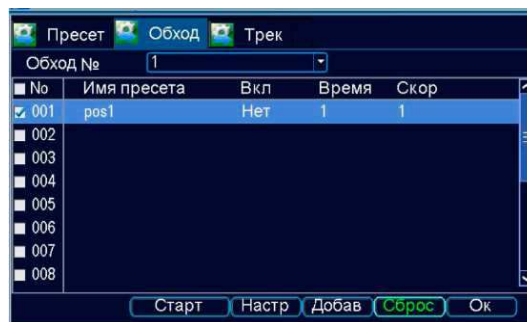 Пресет Обход Трек
Обход № 1
No Имя пресета Вкл Время Скор
001 pos1 Нет 1 1
002
003
004
005
006
007
008
Старт Настр Добав Сброс Ок